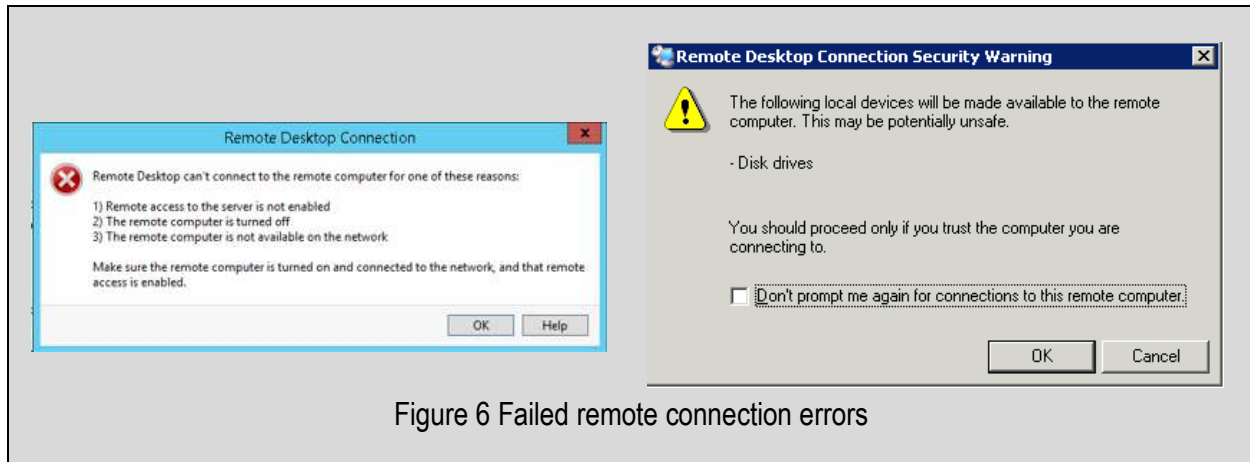 Remote Desktop Connection
Remote Desktop can't connect to the remote computer for one of these reasons:
1) Remote access to the server is not enabled
2) The remote computer is turned off
3) The remote computer is not available on the network
Make sure the remote computer is turned on and connected to the network, and that remote
access is enabled.
OK
Help
Remote Desktop Connection Security Warning
The following local devices will be made available to the remote
computer. This may be potentially unsafe.
- Disk drives
You should proceed only if you trust the computer you are
connecting to.
Don't prompt me again for connections to this remote computer.
OK
Cancel
Figure 6 Failed remote connection errors